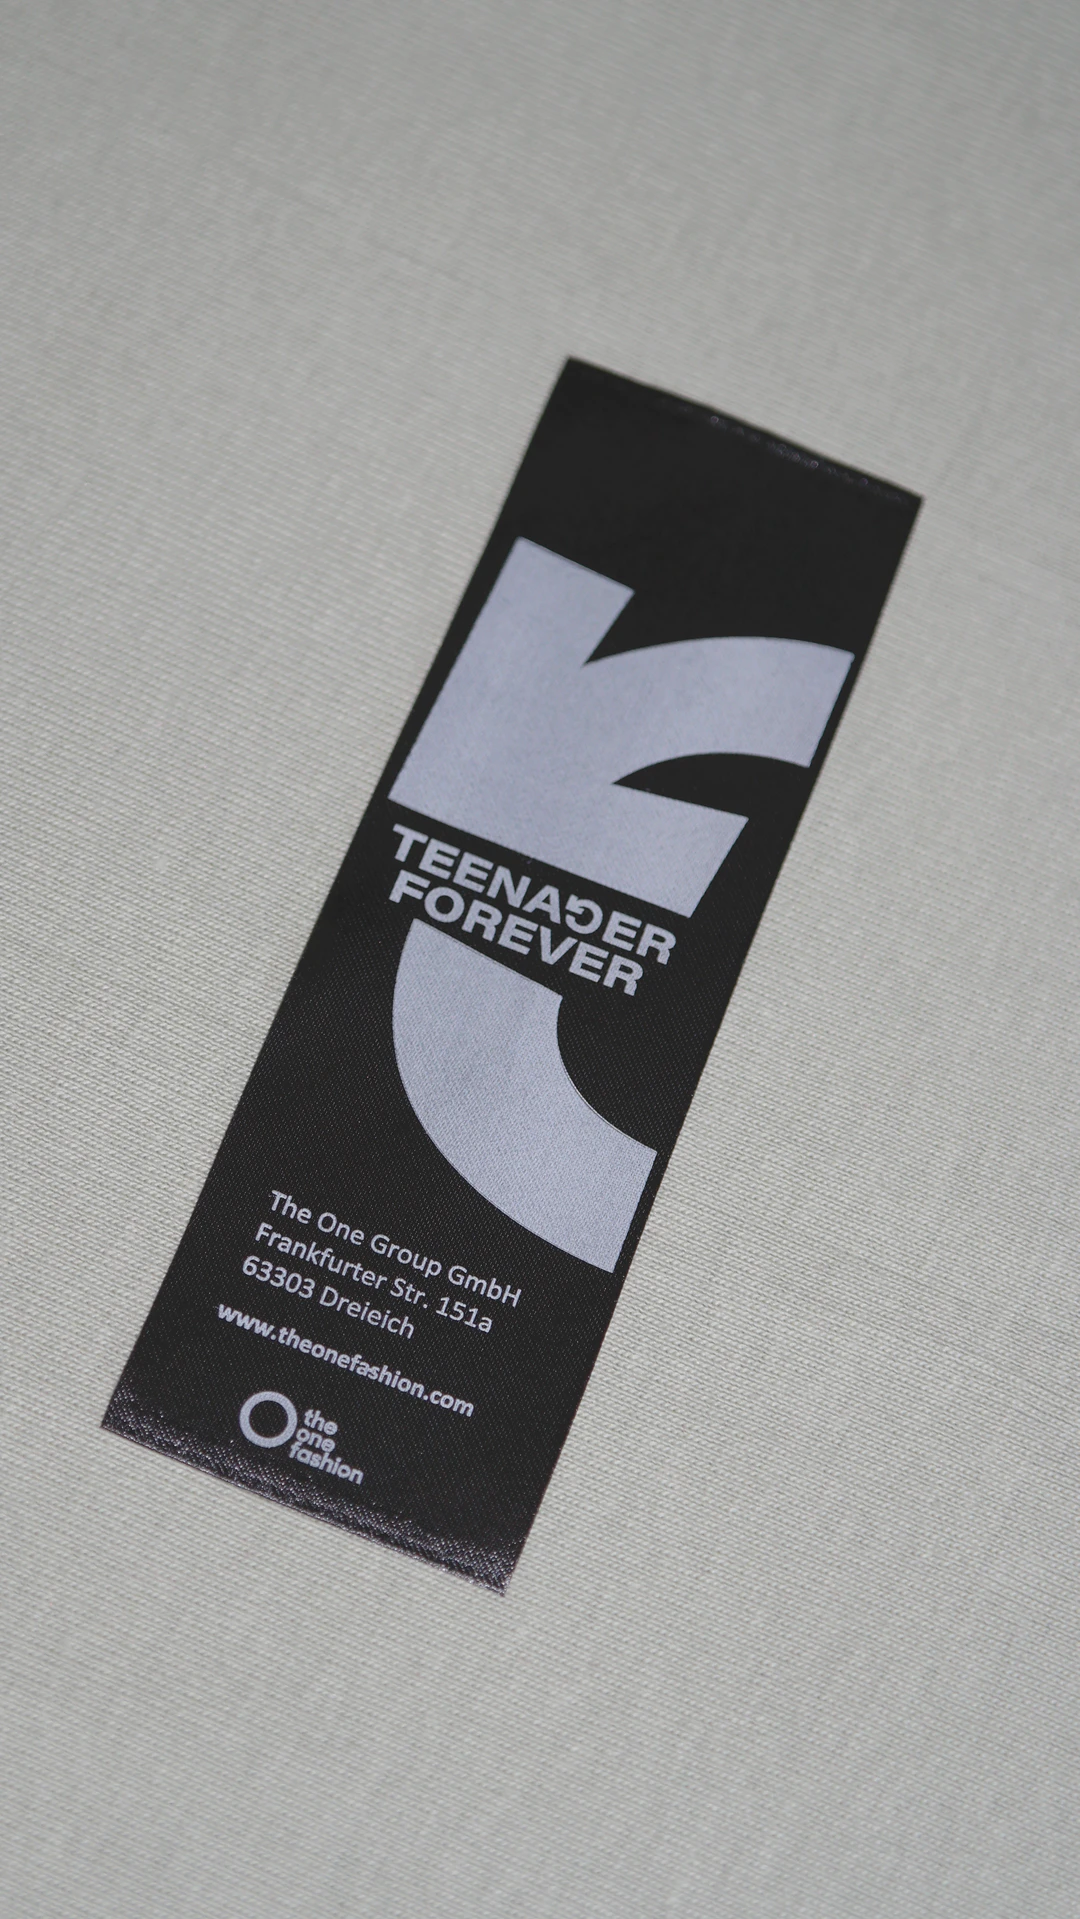 TEENAGER
FOREVER
The One Group GmbH
Frankfurter Str. 151a
63303 Dreieich
www.theonefashion.com
the
one
fashion